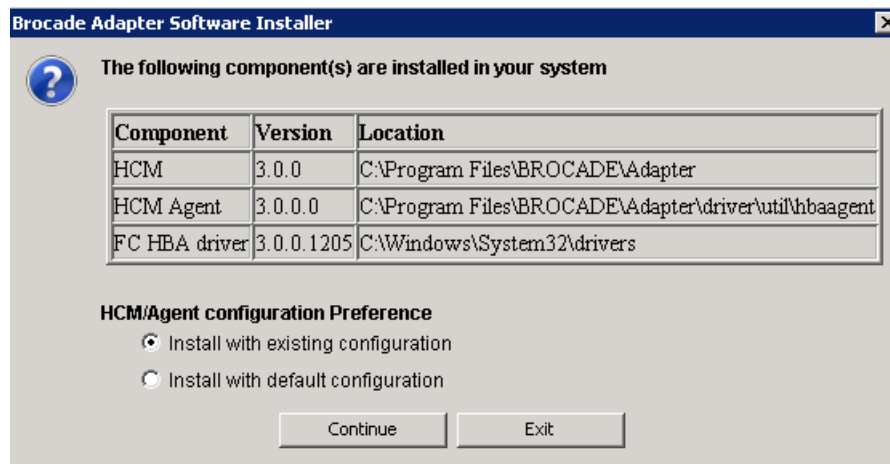 Brocade Adapter Software Installer
The following component(s) are installed in your system
Component Version Location
HCM 3.0.0 C:\Program Files\BROCADE\Adapter
HCM Agent 3.0.0.0 C:\Program Files\BROCADE\Adapter\driver\util\hbaagent
FC HBA driver 3.0.0.1205 C:\Windows\System32\drivers
HCM/Agent configuration Preference
Install with existing configuration
Install with default configuration
Continue Exit